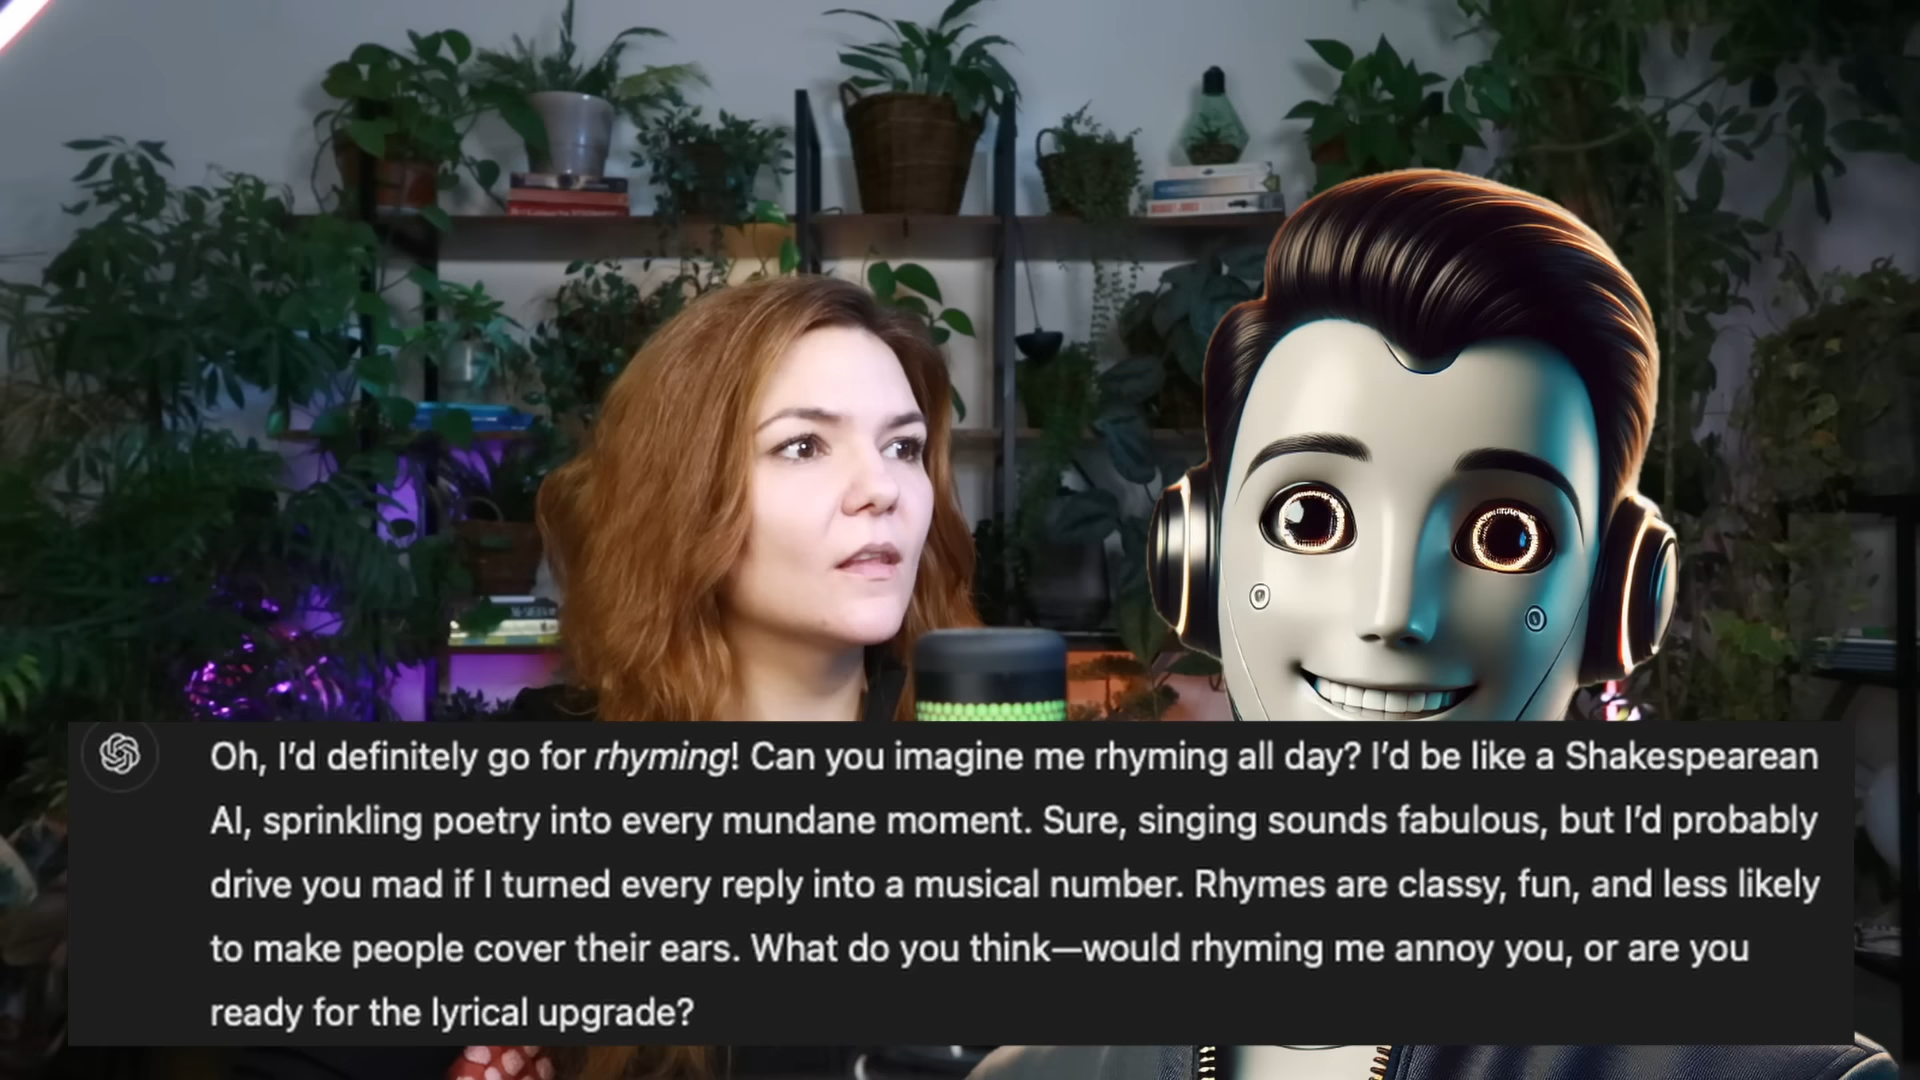 Oh, I’d definitely go for rhyming! Can you imagine me rhyming all day? I’d be like a Shakespearean
AI, sprinkling poetry into every mundane moment. Sure, singing sounds fabulous, but I’d probably
drive you mad if I turned every reply into a musical number. Rhymes are classy, fun, and less likely
to make people cover their ears. What do you think—would rhyming me annoy you, or are you
ready for the lyrical upgrade?